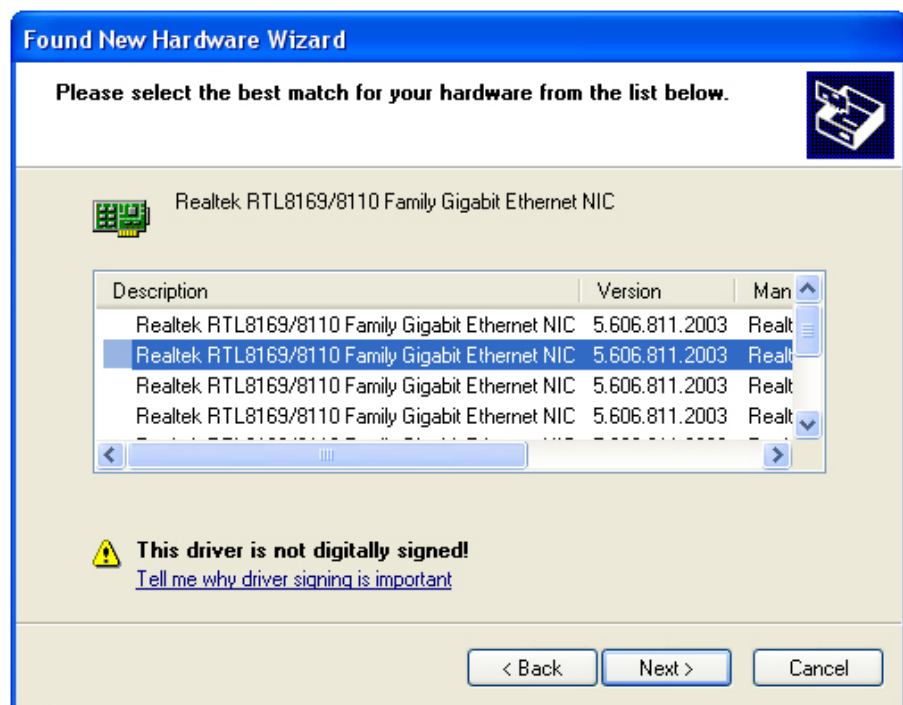 Found New Hardware Wizard
Please select the best match for your hardware from the list below.
Realtek RTL8169/8110 Family Gigabit Ethernet NIC
Description Version Man
Realtek RTL8169/8110 Family Gigabit Ethernet NIC 5.606.811.2003 Realt
Realtek RTL8169/8110 Family Gigabit Ethernet NIC 5.606.811.2003 Realt
Realtek RTL8169/8110 Family Gigabit Ethernet NIC 5.606.811.2003 Realt
Realtek RTL8169/8110 Family Gigabit Ethernet NIC 5.606.811.2003 Realt
This driver is not digitally signed!
Tell me why driver signing is important
< Back Next > Cancel